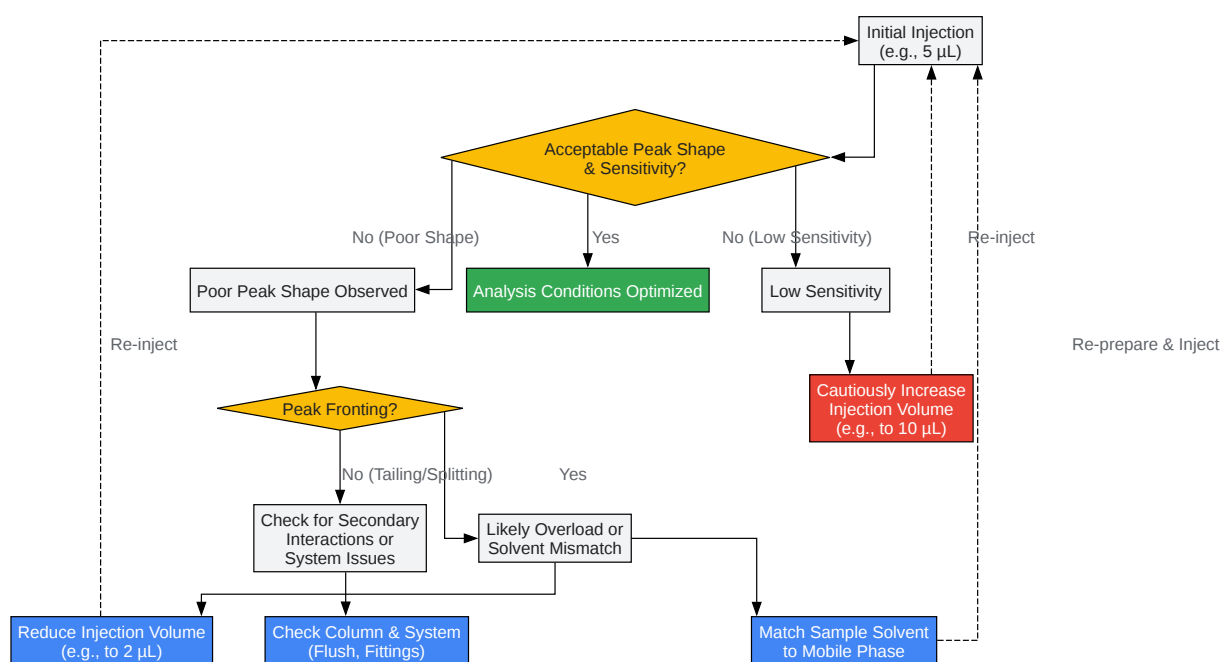 Initial Injection
(e.g., 5 µL)
Acceptable Peak Shape
& Sensitivity?
No (Poor Shape)
Yes
No (Low Sensitivity)
Re-inject
Poor Peak Shape Observed
Analysis Conditions Optimized
Low Sensitivity
Re-inject
Re-prepare & Inject
Peak Fronting?
Cautiously Increase
Injection Volume
(e.g., to 10 µL)
No (Tailing/Splitting)
Yes
Check for Secondary
Interactions or
System Issues
Likely Overload or
Solvent Mismatch
Reduce Injection Volume
(e.g., to 2 µL)
Check Column & System
(Flush, Fittings)
Match Sample Solvent
to Mobile Phase